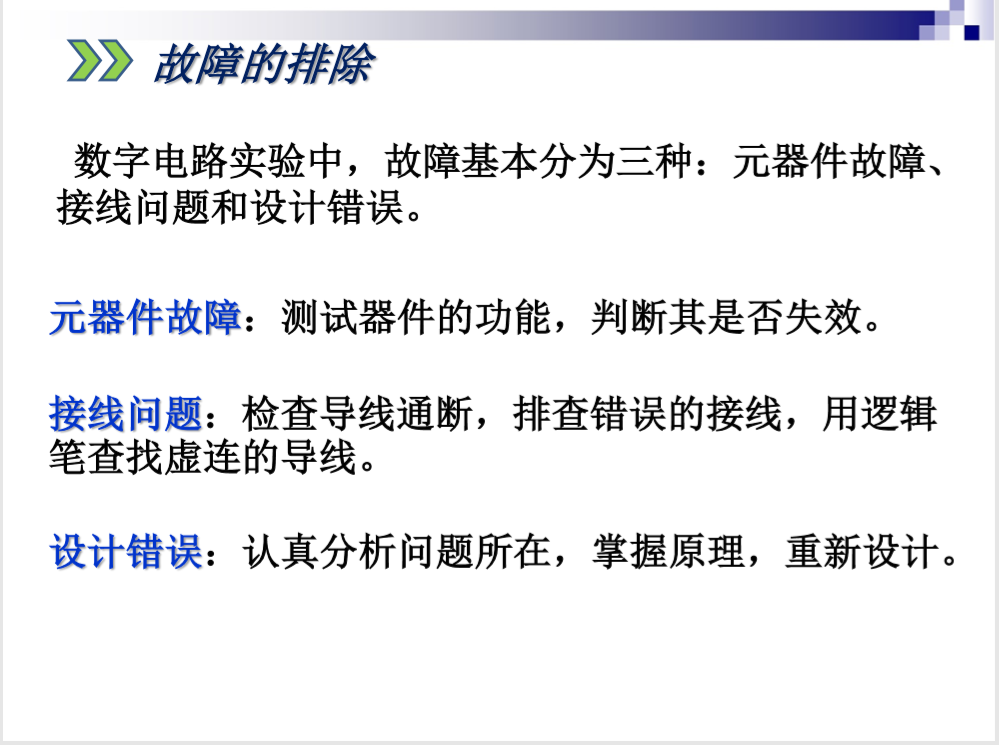 故障的排除
数字电路实验中，故障基本分为三种：元器件故障、
接线问题和设计错误。
元器件故障：测试器件的功能，判断其是否失效。
接线问题：检查导线通断，排查错误的接线，用逻辑
笔查找虚连的导线。
设计错误：认真分析问题所在，掌握原理，重新设计。